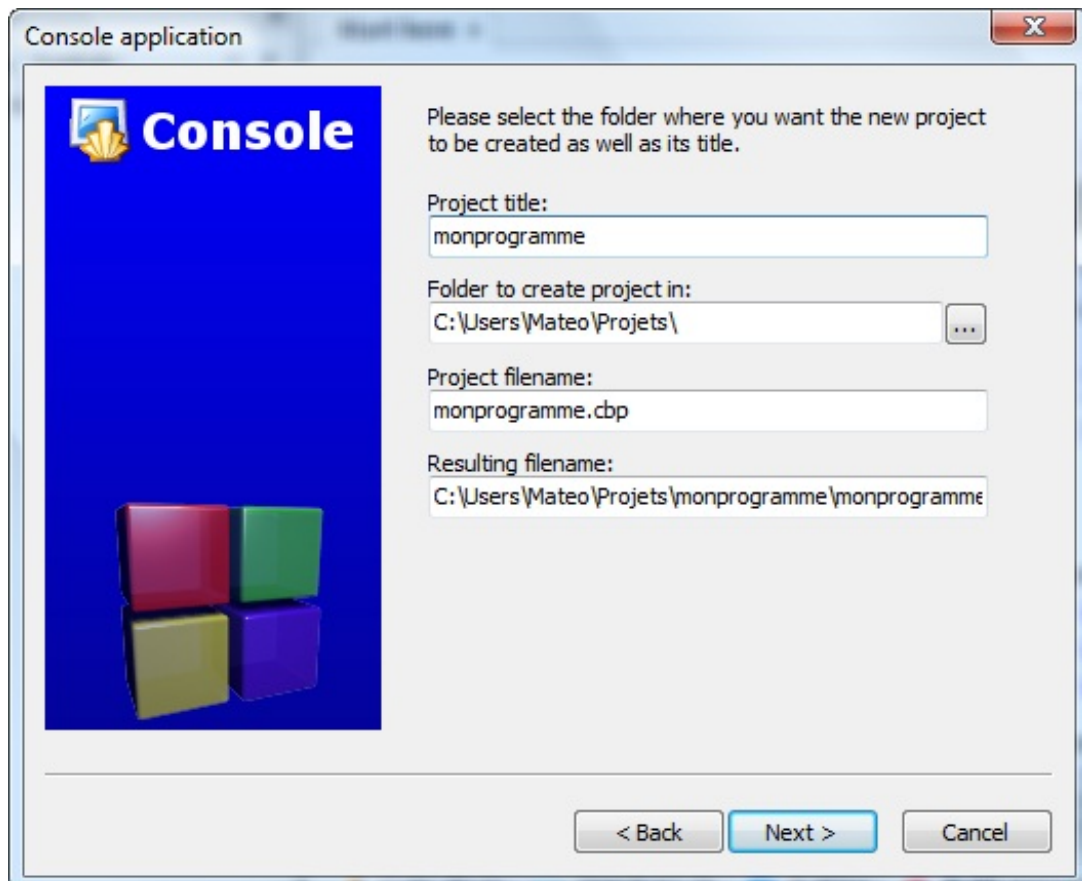 Console application
Console
Please select the folder where you want the new project
to be created as well as its title.
Project title:
monprogramme
Folder to create project in:
C:\Users\Mateo\Projets\
...
Project filename:
monprogramme.cbp
Resulting filename:
C:\Users\Mateo\Projets\monprogramme\monprogramme
< Back
Next >
Cancel